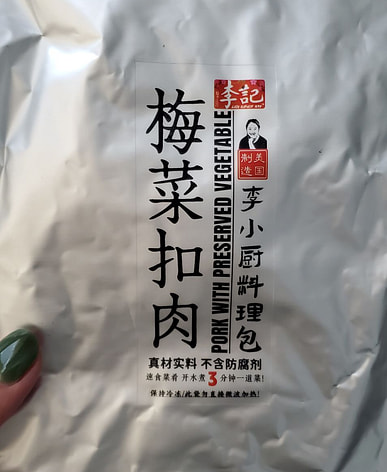 李記
梅菜扣肉
PORK WITH PRESERVED VEGETABLE
美国
制造
李小厨料理包
真材实料 不含防腐剂
速食菜肴 开水煮3分钟一道菜!
保持冷冻/此袋勿直接微波加热!